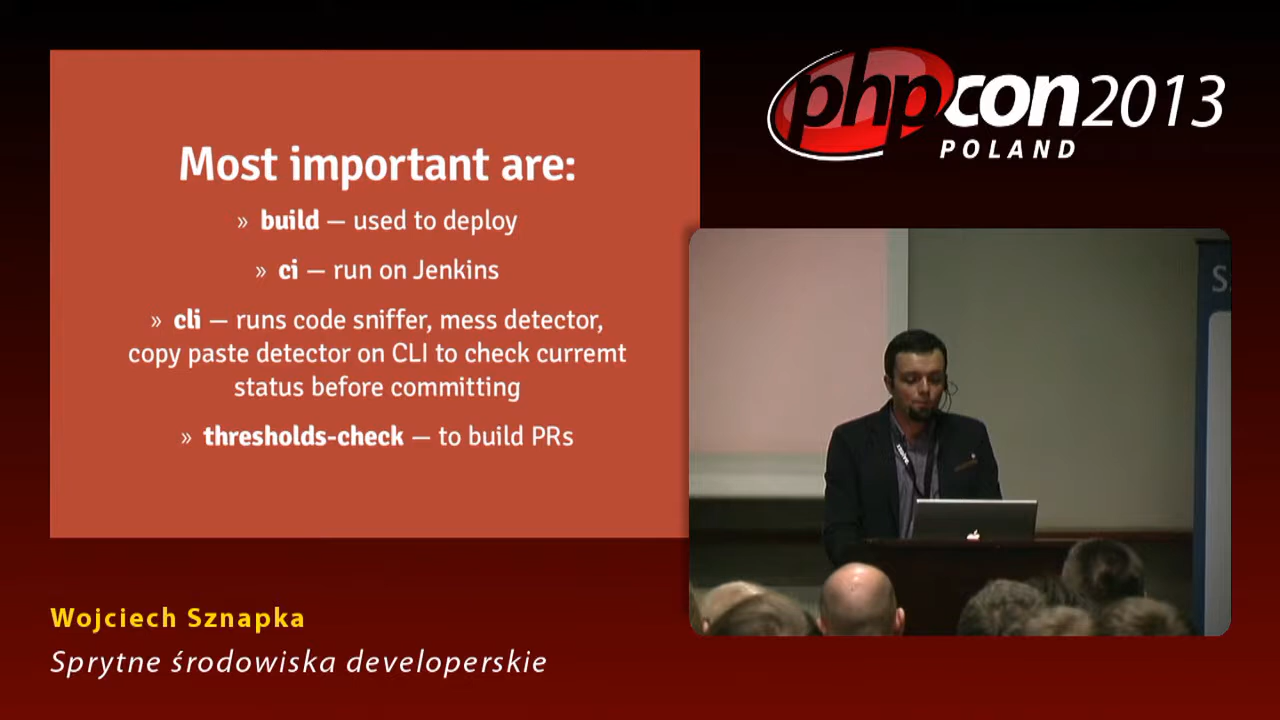 Most important are:
» build — used to deploy
» ci — run on Jenkins
» cli — runs code sniffer, mess detector,
copy paste detector on CLI to check curremt
status before committing
» thresholds-check — to build PRs
phpcon2013
POLAND
Wojciech Sznapka
Sprytne środowiska developerskie